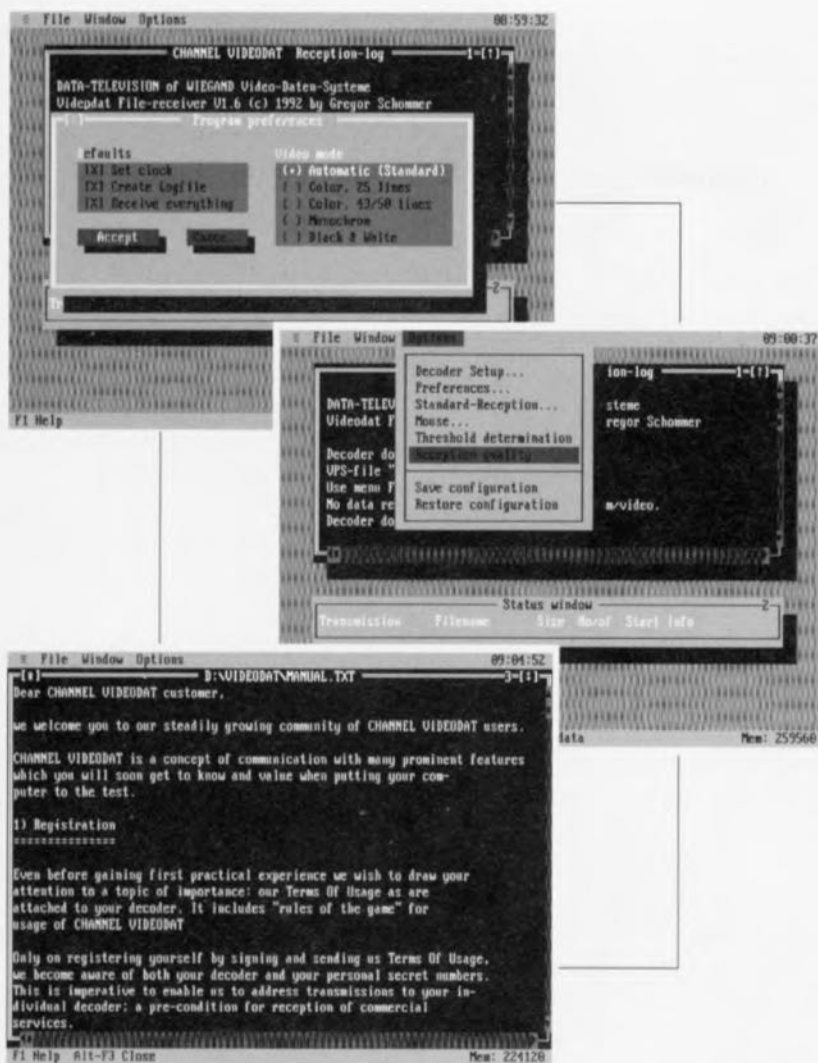 ≡ File Window Options 08:59:32
CHANNEL VIDEODAT Reception-log 1=[↑]
DATA-TELEVISION of WIEGAND Video-Daten-Systeme
Videpdat File-receiver V1.6 (c) 1992 by Gregor Schommer
Program preferences
efaults
[X] Set clock
[X] Create Logfile
[X] Receive everything
Video mode
(•) Automatic (Standard)
( ) Color, 25 lines
( ) Color, 43/50 lines
( ) Monochrom
( ) Black & White
Accept
2
F1 Help
≡ File Window Options 09:00:37
ion-log 1=[↑]
DATA-TELEV steme
Videodat F regor Schommer
Decoder do
VPS-file "
Use menu F
No data re m/video.
Decoder do
Decoder Setup...
Preferences...
Standard-Reception...
Mouse...
Threshold determination
Reception quality
Save configuration
Restore configuration
Status window 2
Transmission Filename Size No/of Start Info
data Mem: 259560
≡ File Window Options 09:04:52
D:\VIDEODAT\MANUAL.TXT 3=[↕]
Dear CHANNEL VIDEODAT customer,
we welcome you to our steadily growing community of CHANNEL VIDEODAT users.
CHANNEL VIDEODAT is a concept of communication with many prominent features
which you will soon get to know and value when putting your com-
puter to the test.
1) Registration
===============
Even before gaining first practical experience we wish to draw your
attention to a topic of importance: our Terms Of Usage as are
attached to your decoder. It includes "rules of the game" for
usage of CHANNEL VIDEODAT
Only on registering yourself by signing and sending us Terms Of Usage,
we become aware of both your decoder and your personal secret numbers.
This is imperative to enable us to address transmissions to your in-
dividual decoder; a pre-condition for reception of commercial
services.
F1 Help Alt-F3 Close Mem: 224128